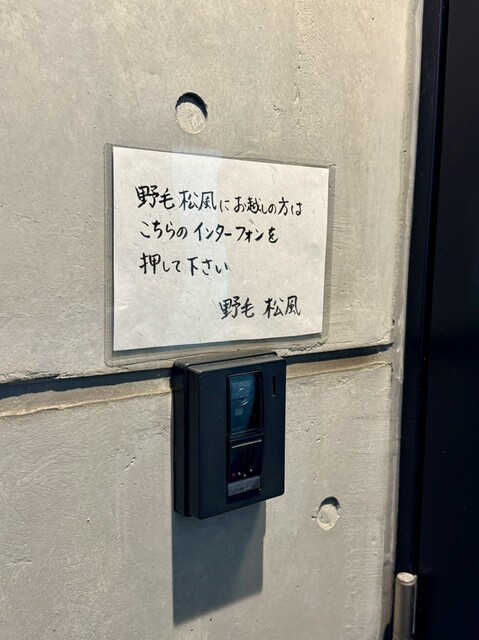 野毛 松風にお越しの方は
こちらのインターフォンを
押して下さい
野毛 松風